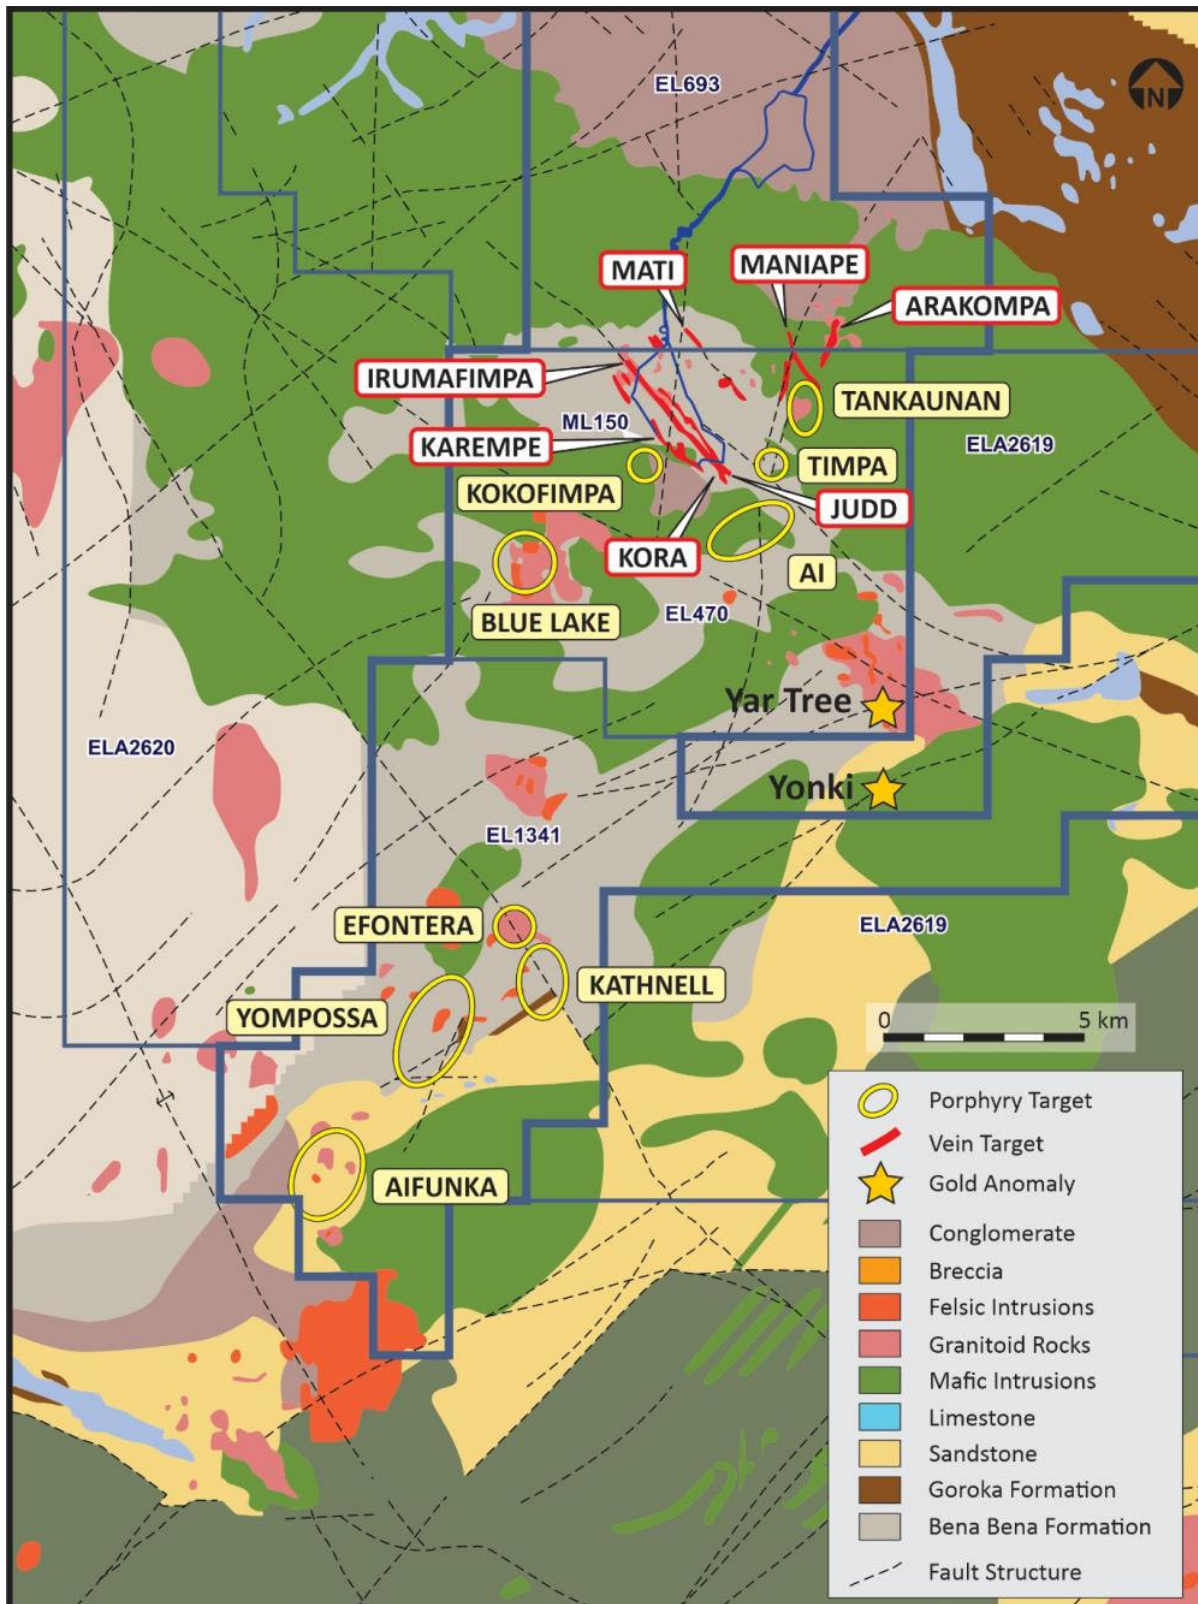 EL693
N
MATI
MANIAPE
ARAKOMPA
IRUMAFIMPA
TANKAUNAN
ML150
KAREMPE
ELA2619
TIMPA
KOKOFIMPA
JUDD
KORA
AI
BLUE LAKE
EL470
Yar Tree
ELA2620
Yonki
EL1341
EFONTERA
ELA2619
KATHNELL
YOMPOSSA
0 5 km
AIFUNKA
Porphyry Target
Vein Target
Gold Anomaly
Conglomerate
Breccia
Felsic Intrusions
Granitoid Rocks
Mafic Intrusions
Limestone
Sandstone
Goroka Formation
Bena Bena Formation
Fault Structure